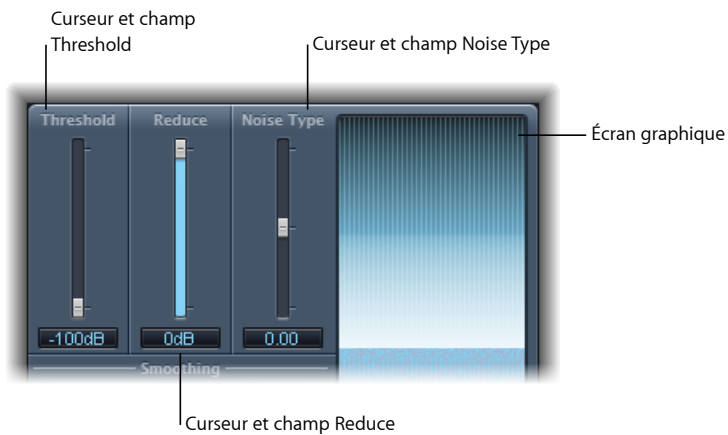 Curseur et champ
Threshold
Curseur et champ Noise Type
Threshold
Reduce
Noise Type
Écran graphique
-100dB
0dB
0.00
Smoothing
Curseur et champ Reduce